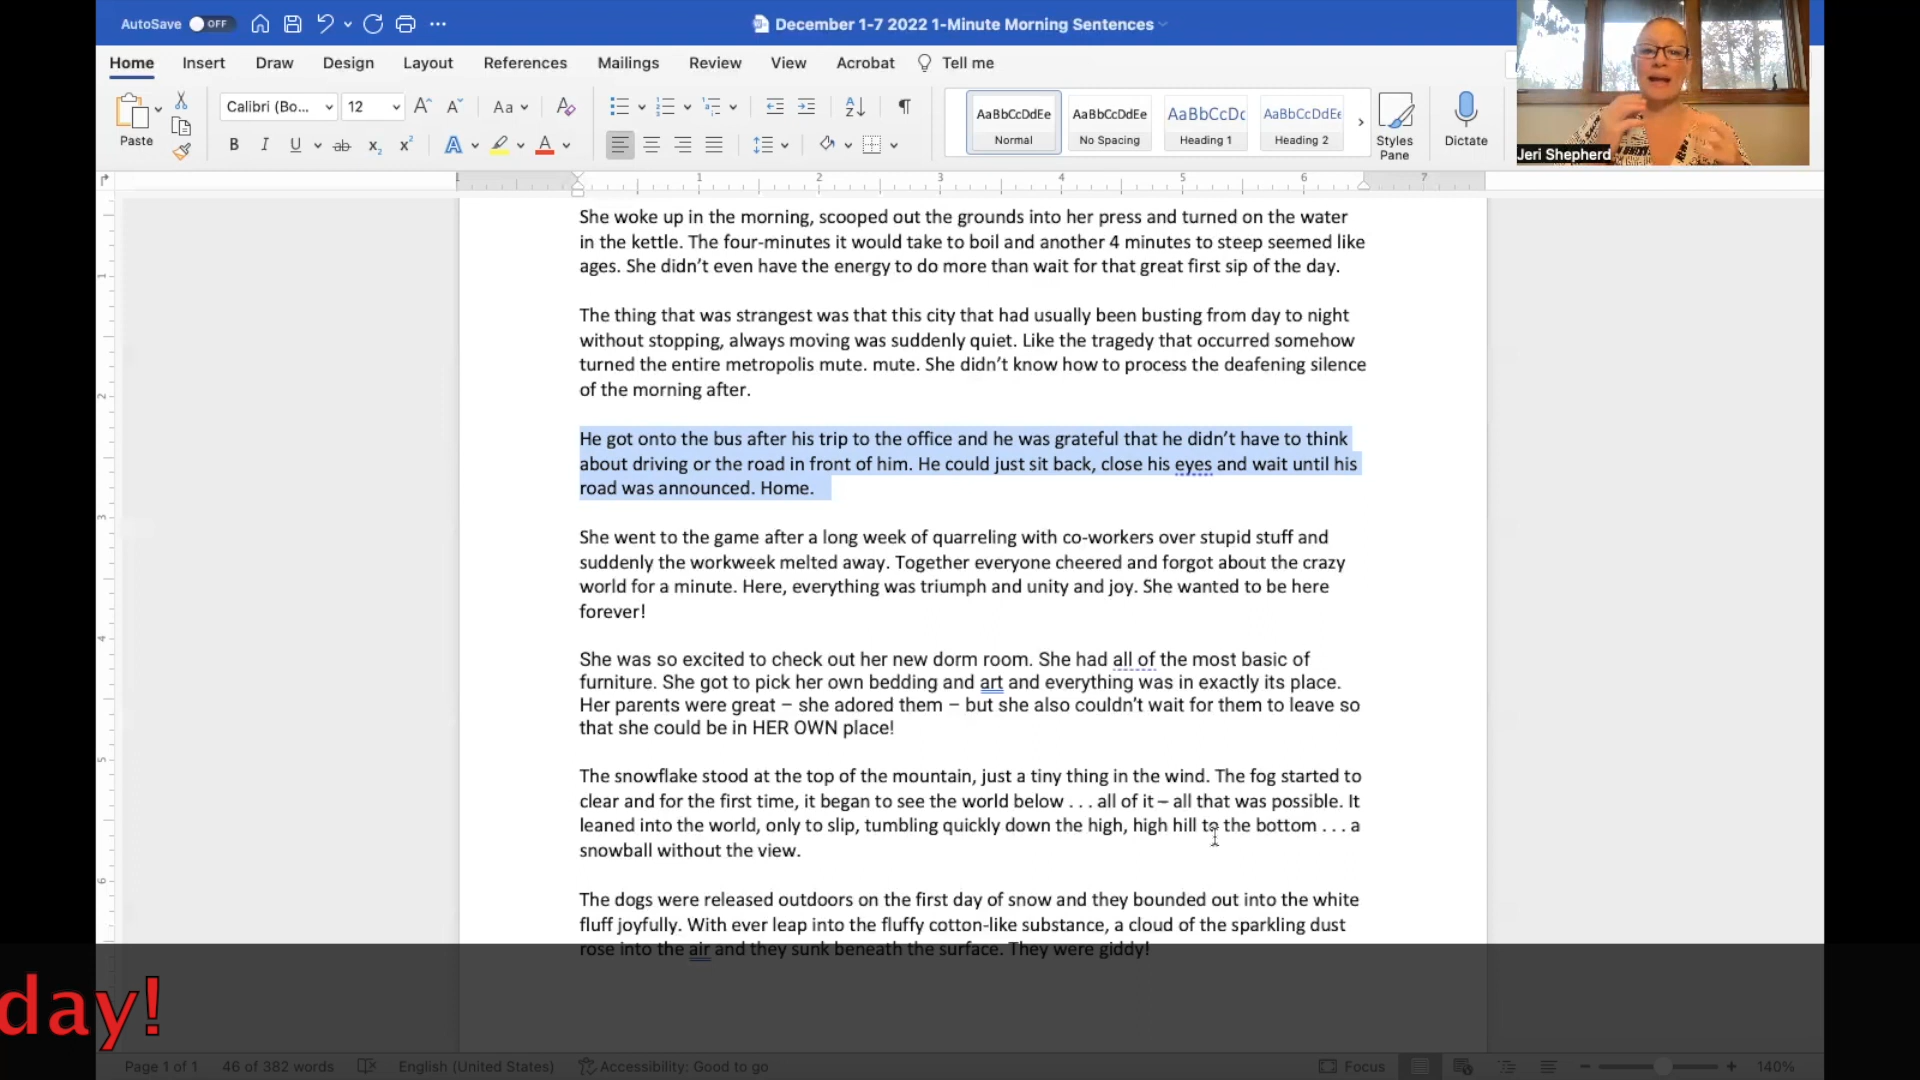 AutoSave OFF
December 1-7 2022 1-Minute Morning Sentences
Home Insert Draw Design Layout References Mailings Review View Acrobat Tell me
Paste
Calibri (Bo... 12
AaBbCcDdEe Normal
AaBbCcDdEe No Spacing
AaBbCcDc Heading 1
AaBbCcDdEe Heading 2
Styles Pane
Dictate
Jeri Shepherd
She woke up in the morning, scooped out the grounds into her press and turned on the water
in the kettle. The four-minutes it would take to boil and another 4 minutes to steep seemed like
ages. She didn’t even have the energy to do more than wait for that great first sip of the day.
The thing that was strangest was that this city that had usually been busting from day to night
without stopping, always moving was suddenly quiet. Like the tragedy that occurred somehow
turned the entire metropolis mute. mute. She didn’t know how to process the deafening silence
of the morning after.
He got onto the bus after his trip to the office and he was grateful that he didn’t have to think
about driving or the road in front of him. He could just sit back, close his eyes and wait until his
road was announced. Home.
She went to the game after a long week of quarreling with co-workers over stupid stuff and
suddenly the workweek melted away. Together everyone cheered and forgot about the crazy
world for a minute. Here, everything was triumph and unity and joy. She wanted to be here
forever!
She was so excited to check out her new dorm room. She had all of the most basic of
furniture. She got to pick her own bedding and art and everything was in exactly its place.
Her parents were great – she adored them – but she also couldn’t wait for them to leave so
that she could be in HER OWN place!
The snowflake stood at the top of the mountain, just a tiny thing in the wind. The fog started to
clear and for the first time, it began to see the world below . . . all of it – all that was possible. It
leaned into the world, only to slip, tumbling quickly down the high, high hill to the bottom . . . a
snowball without the view.
The dogs were released outdoors on the first day of snow and they bounded out into the white
fluff joyfully. With ever leap into the fluffy cotton-like substance, a cloud of the sparkling dust
rose into the air and they sunk beneath the surface. They were giddy!
day!
Page 1 of 1 46 of 382 words English (United States) Accessibility: Good to go Focus 140%